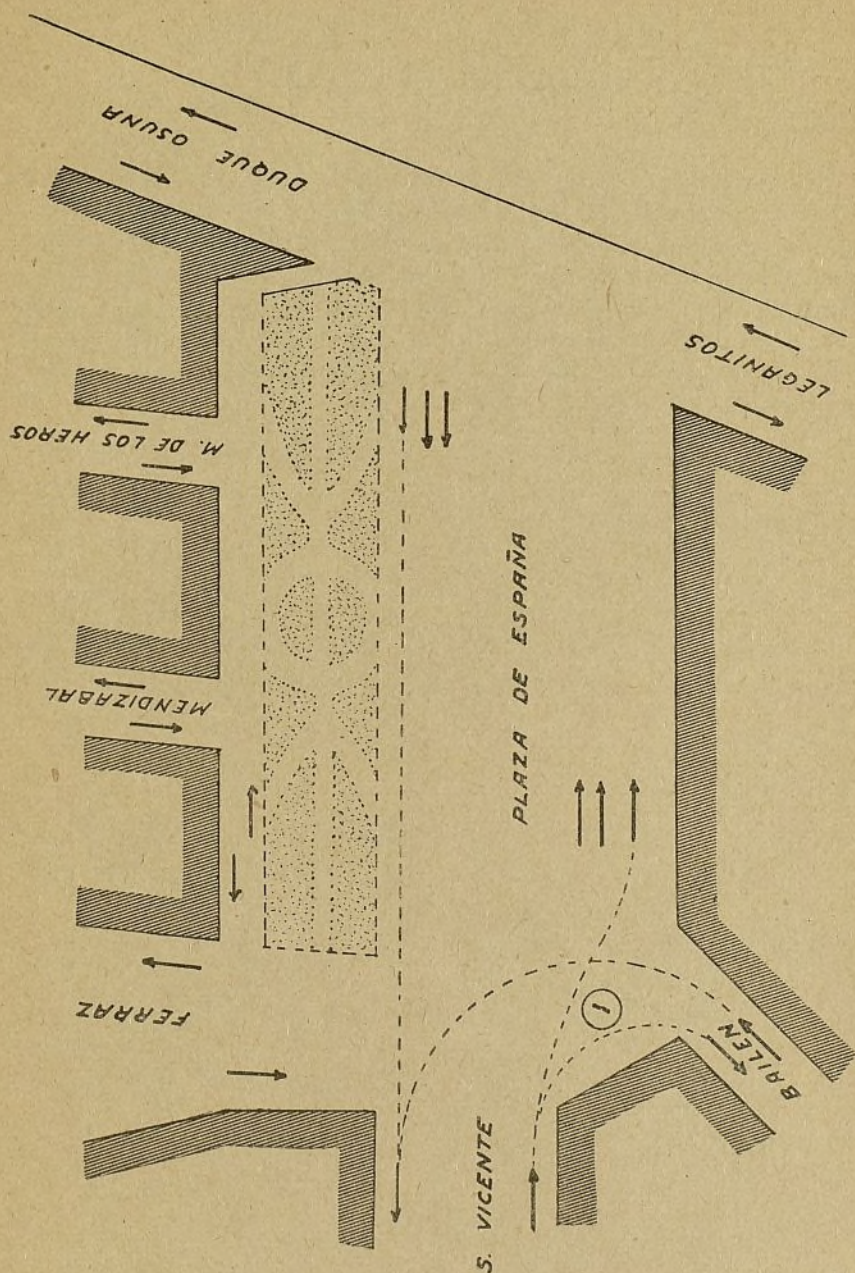 DUQUE OSUNA
LEGANITOS
M. DE LOS HEROS
MENDIZABAL
PLAZA DE ESPAÑA
FERRAZ
1
BAILEN
S. VICENTE